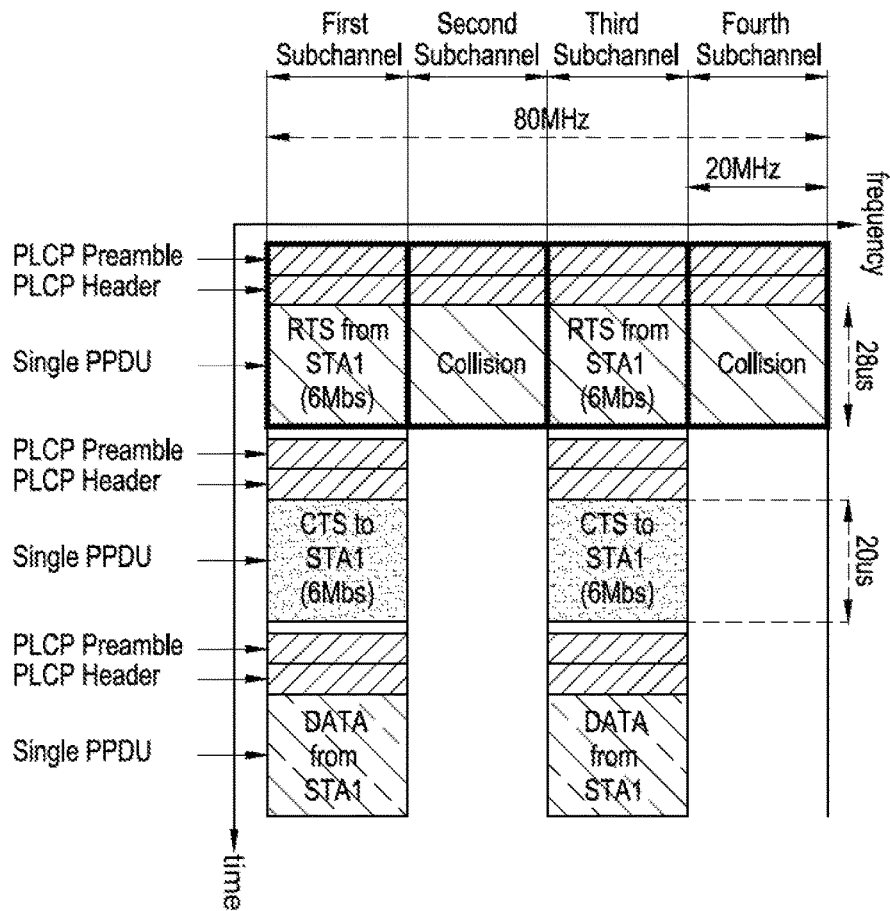 First Subchannel
Second Subchannel
Third Subchannel
Fourth Subchannel
80MHz
20MHz
frequency
PLCP Preamble
PLCP Header
Single PPDU
RTS from
STA1
(6Mbs)
Collision
RTS from
STA1
(6Mbs)
Collision
28us
PLCP Preamble
PLCP Header
Single PPDU
CTS to
STA1
(6Mbs)
CTS to
STA1
(6Mbs)
20us
PLCP Preamble
PLCP Header
Single PPDU
DATA
from
STA1
DATA
from
STA1
time